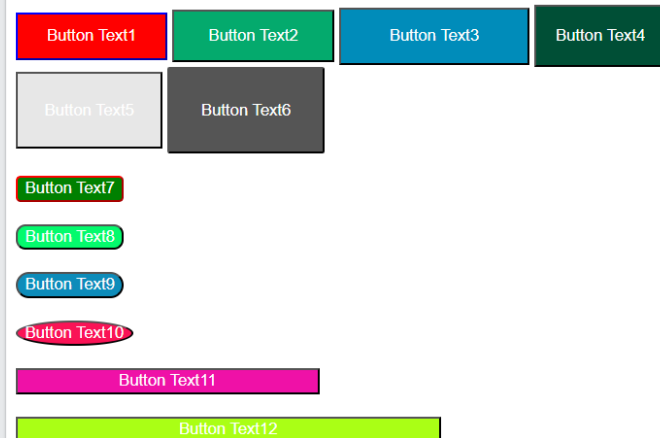 Button Text1 Button Text2 Button Text3 Button Text4
Button Text5 Button Text6
Button Text7
Button Text8
Button Text9
Button Text10
Button Text11
Button Text12